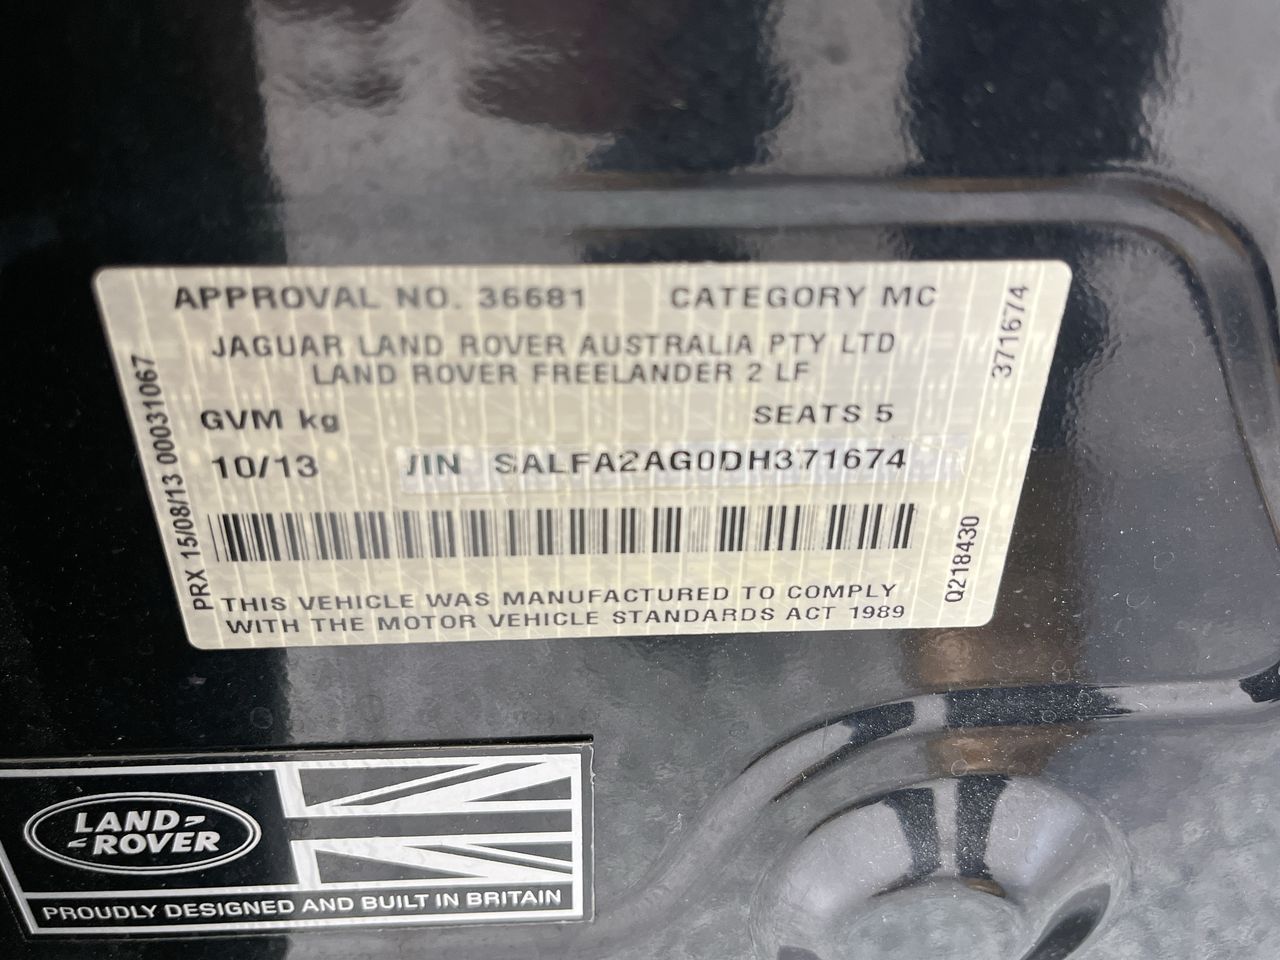 APPROVAL NO. 36681 CATEGORY MC
JAGUAR LAND ROVER AUSTRALIA PTY LTD
LAND ROVER FREELANDER 2 LF
GVM kg SEATS 5
10/13 VIN SALFA2AG0DH371674
THIS VEHICLE WAS MANUFACTURED TO COMPLY
WITH THE MOTOR VEHICLE STANDARDS ACT 1989
PRX 15/08/13 00031067
371674
Q218430
LAND
ROVER
PROUDLY DESIGNED AND BUILT IN BRITAIN